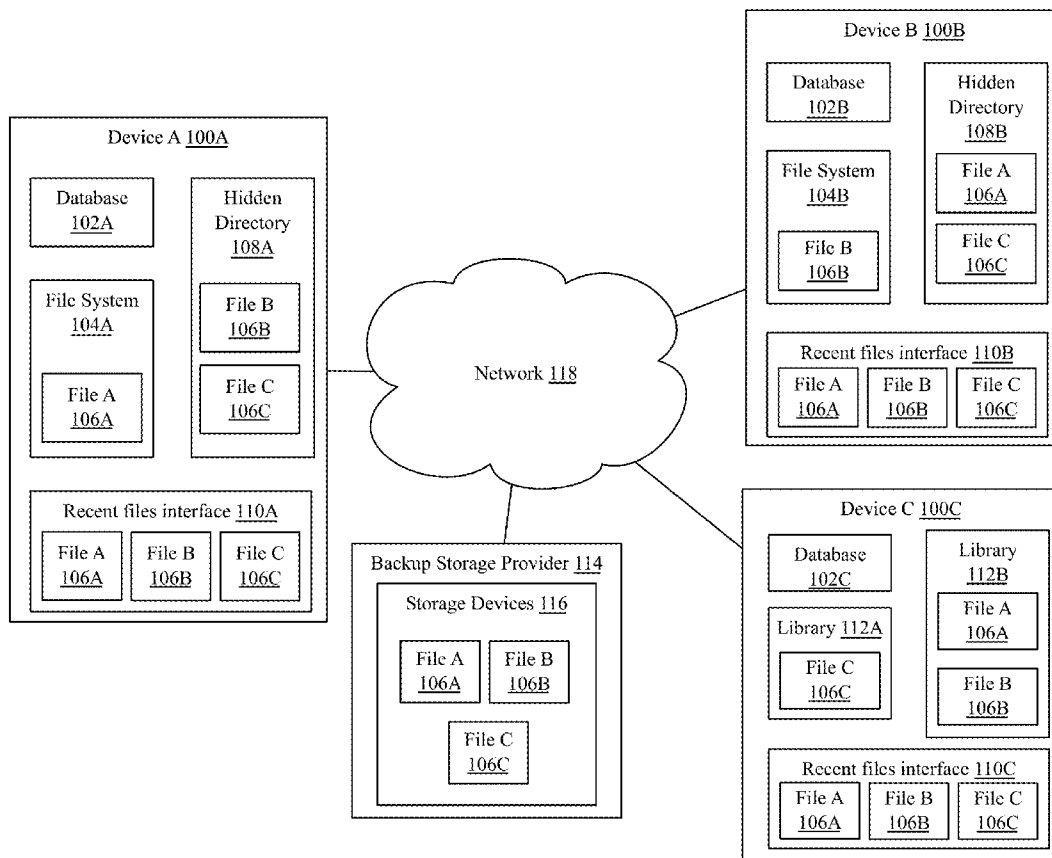 Device A 100A
Database
102A
File System
104A
File A
106A
Hidden
Directory
108A
File B
106B
File C
106C
Recent files interface 110A
File A
106A
File B
106B
File C
106C
Network 118
Backup Storage Provider 114
Storage Devices 116
File A
106A
File B
106B
File C
106C
Device B 100B
Database
102B
File System
104B
File B
106B
Hidden
Directory
108B
File A
106A
File C
106C
Recent files interface 110B
File A
106A
File B
106B
File C
106C
Device C 100C
Database
102C
Library 112A
File C
106C
Library
112B
File A
106A
File B
106B
Recent files interface 110C
File A
106A
File B
106B
File C
106C